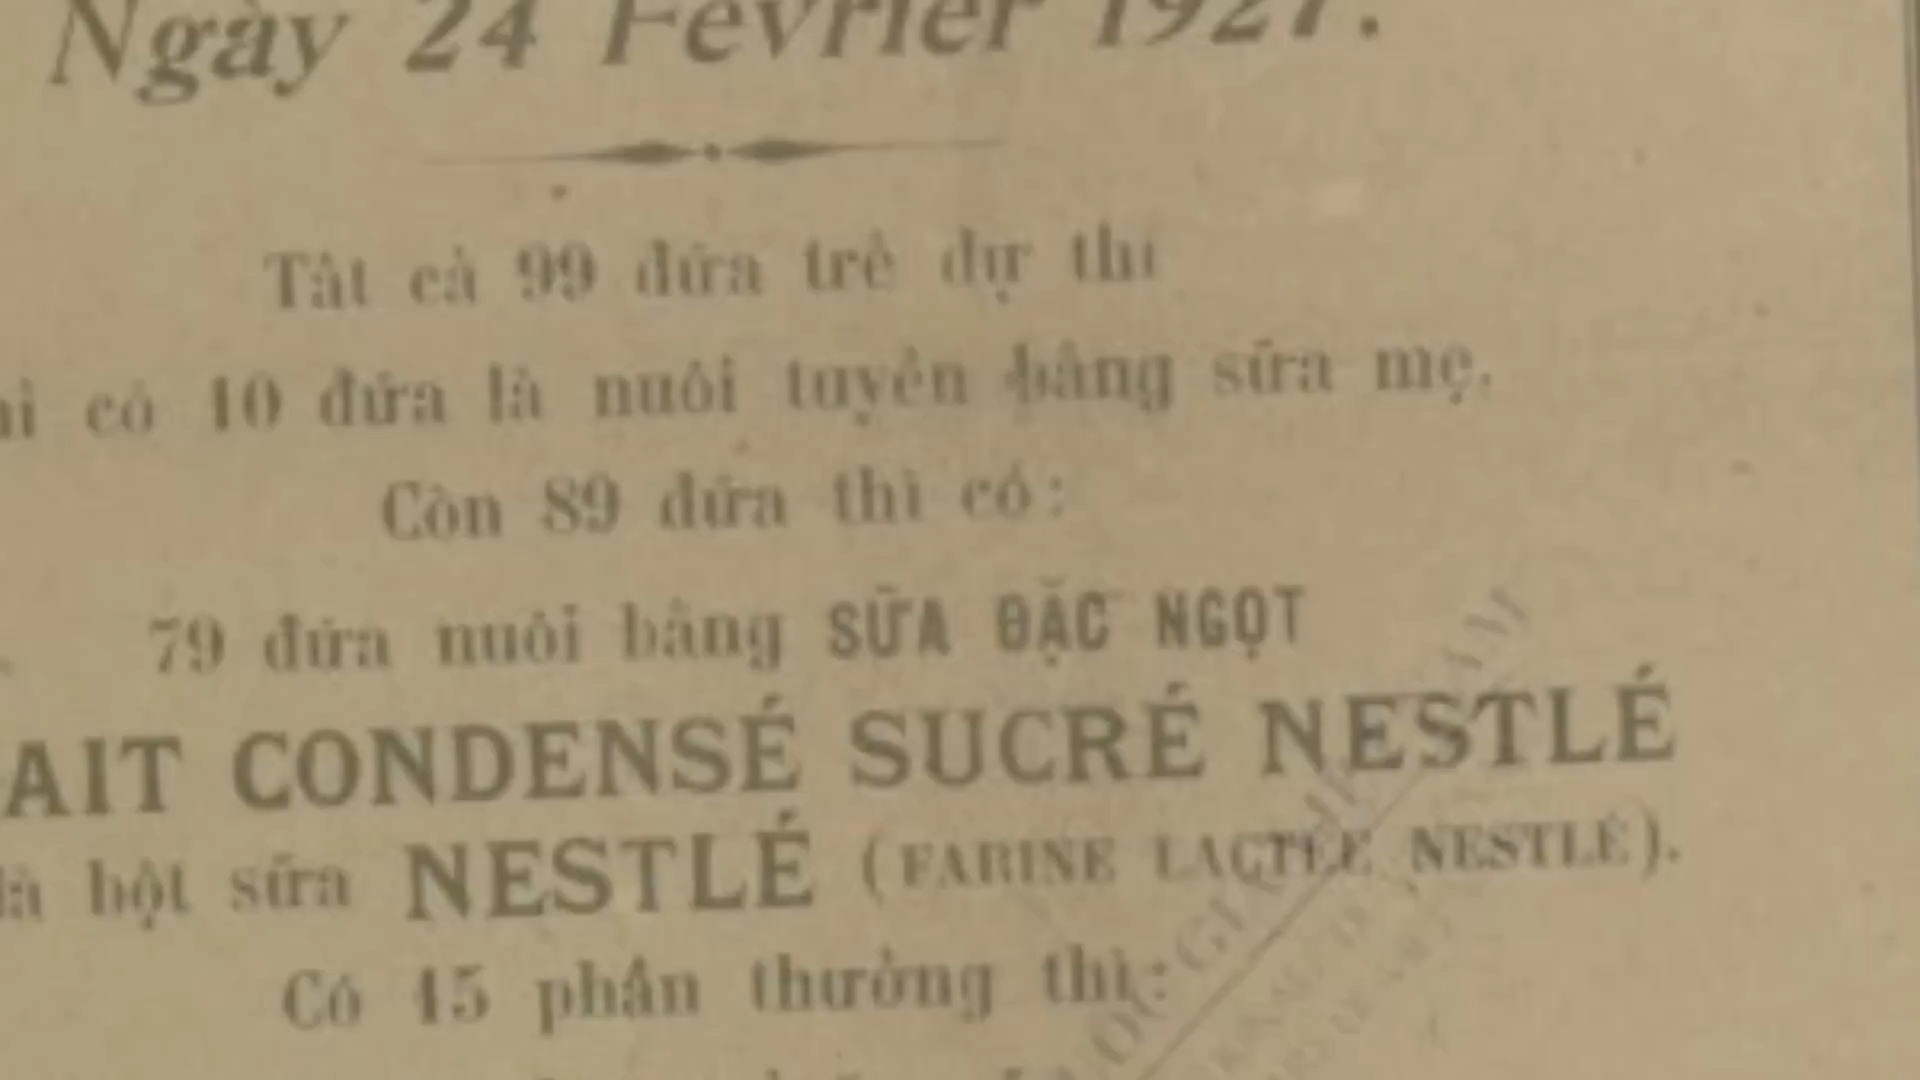 Ngày 24 Février 1927.
Tất cả 99 đứa trẻ dự thi
có 10 đứa là nuôi tuyền bằng sữa mẹ.
Còn 89 đứa thì có:
79 đứa nuôi bằng SỮA ĐẶC NGỌT
AIT CONDENSÉ SUCRÉ NESTLÉ
là bột sữa NESTLÉ (FARINE LACTÉE NESTLÉ).
Có 45 phần thưởng thì: